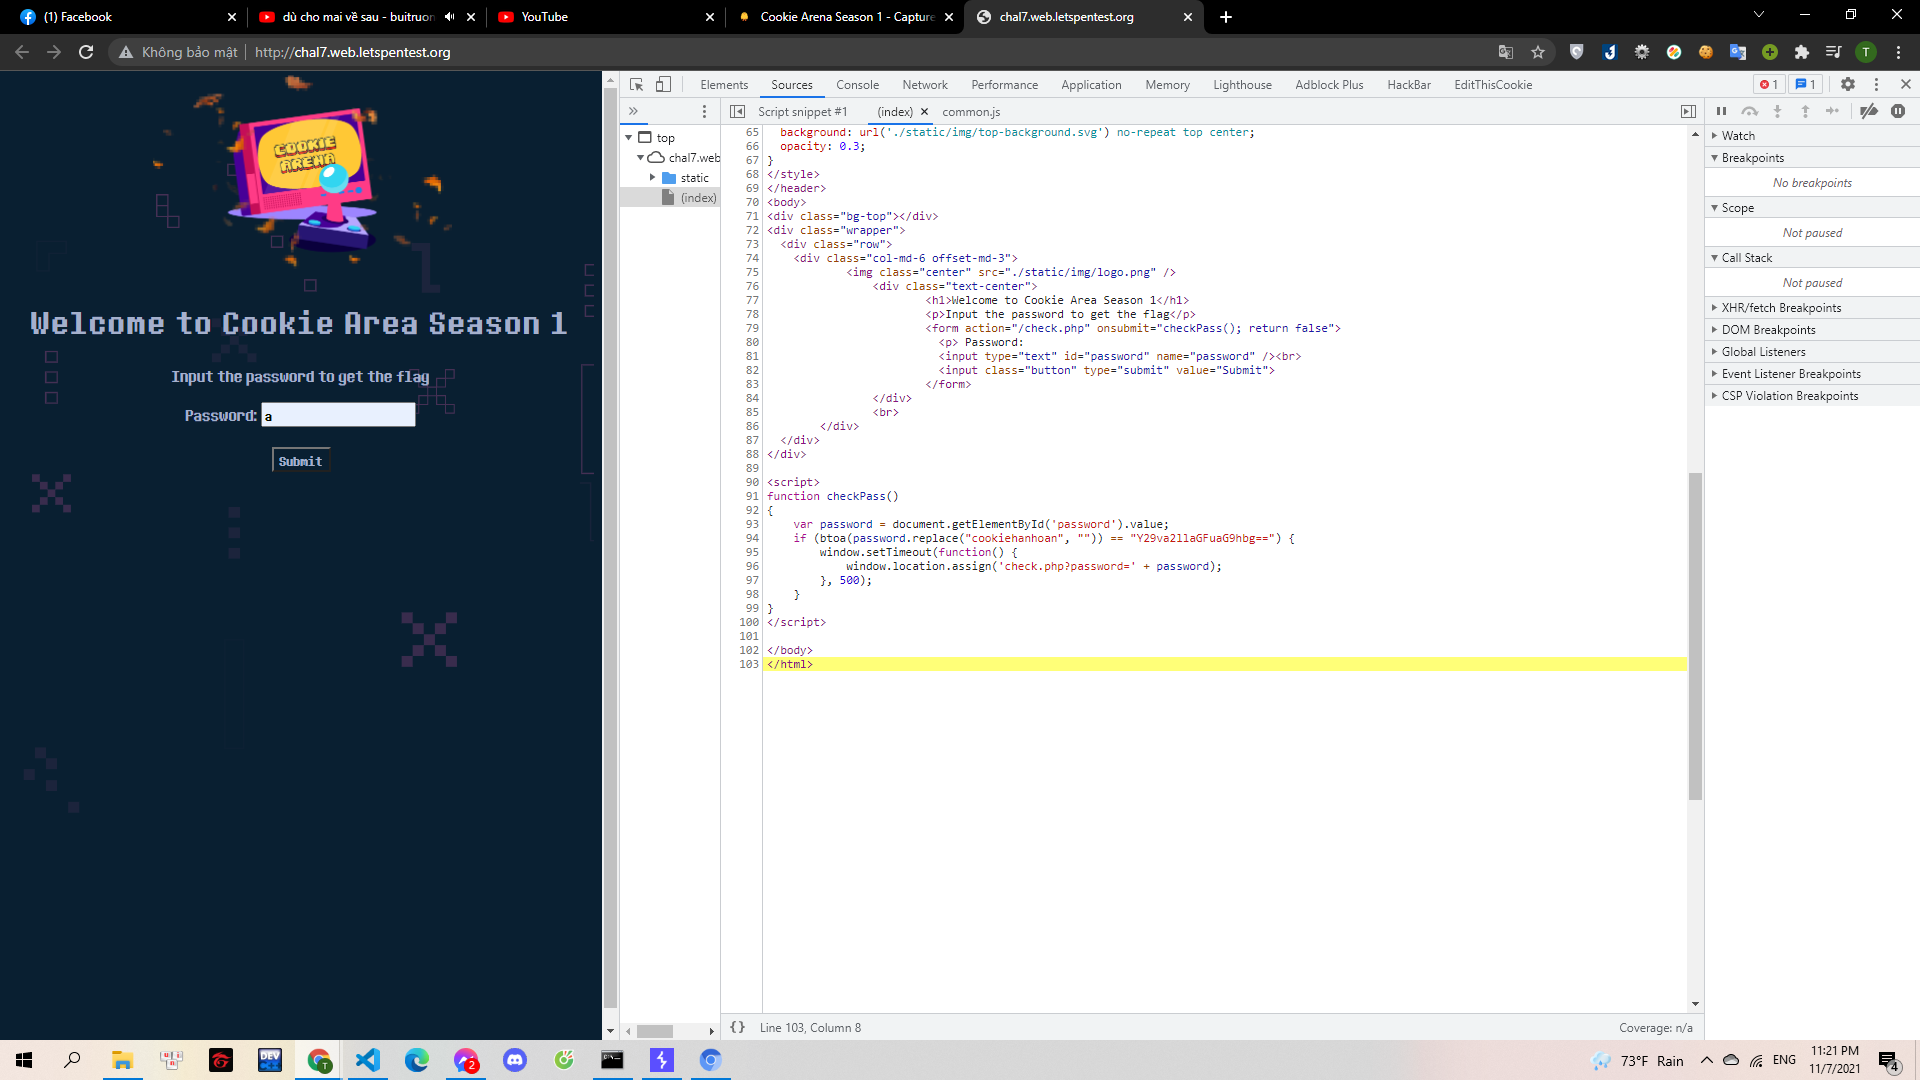 (1) Facebook
dù cho mai về sau - buitruon
YouTube
Cookie Arena Season 1 - Capture
chal7.web.letspentest.org
Không bảo mật
http://chal7.web.letspentest.org
T
COOKIE
ARENA
Welcome to Cookie Area Season 1
Input the password to get the flag
Password: a
Submit
Elements
Sources
Console
Network
Performance
Application
Memory
Lighthouse
Adblock Plus
HackBar
EditThisCookie
1
1
Script snippet #1
(index)
common.js
top
chal7.web
static
(index)
65 background: url('./static/img/top-background.svg') no-repeat top center;
66 opacity: 0.3;
67 }
68 </style>
69 </header>
70 <body>
71 <div class="bg-top"></div>
72 <div class="wrapper">
73 <div class="row">
74 <div class="col-md-6 offset-md-3">
75 <img class="center" src="./static/img/logo.png" />
76 <div class="text-center">
77 <h1>Welcome to Cookie Area Season 1</h1>
78 <p>Input the password to get the flag</p>
79 <form action="/check.php" onsubmit="checkPass(); return false">
80 <p> Password:
81 <input type="text" id="password" name="password" /><br>
82 <input class="button" type="submit" value="Submit">
83 </form>
84 </div>
85 <br>
86 </div>
87 </div>
88 </div>
89
90 <script>
91 function checkPass()
92 {
93 var password = document.getElementById('password').value;
94 if (btoa(password.replace("cookiehanhoan", "")) == "Y29va2llaGFuaG9hbg==") {
95 window.setTimeout(function() {
96 window.location.assign('check.php?password=' + password);
97 }, 500);
98 }
99 }
100 </script>
101
102 </body>
103 </html>
{} Line 103, Column 8
Coverage: n/a
Watch
Breakpoints
No breakpoints
Scope
Not paused
Call Stack
Not paused
XHR/fetch Breakpoints
DOM Breakpoints
Global Listeners
Event Listener Breakpoints
CSP Violation Breakpoints
DEV
T
2
73°F Rain
ENG
11:21 PM
11/7/2021
4